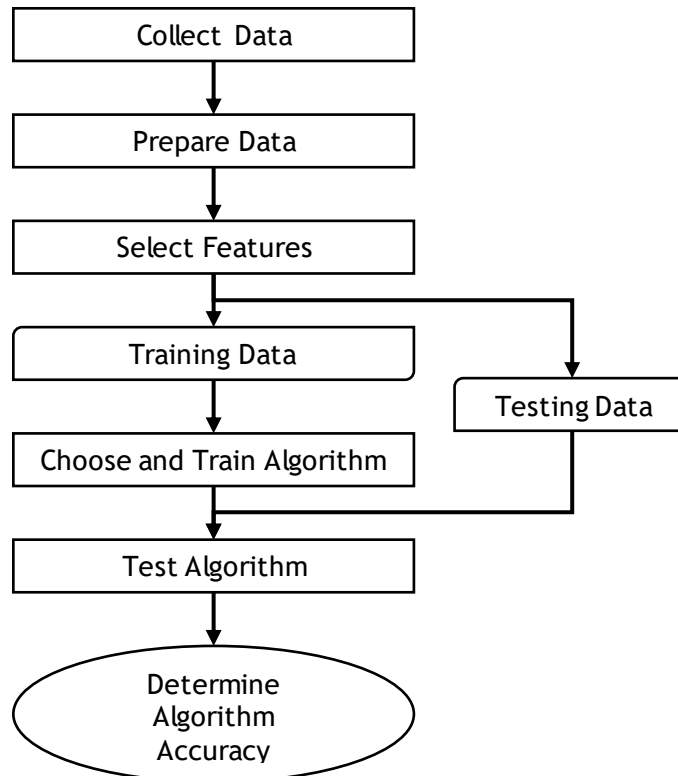 Collect Data
Prepare Data
Select Features
Training Data
Testing Data
Choose and Train Algorithm
Test Algorithm
Determine
Algorithm
Accuracy